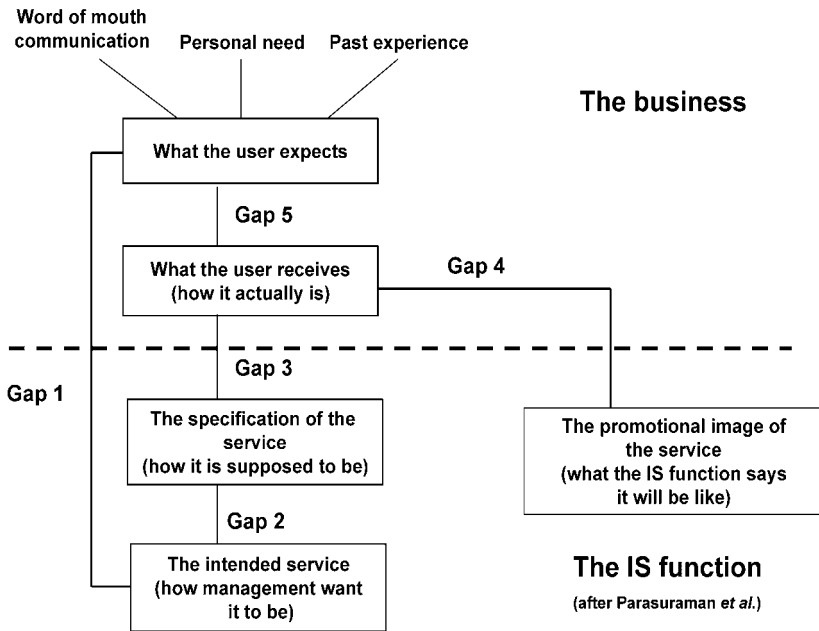 Word of mouth
communication
Personal need
Past experience
The business
What the user expects
Gap 5
What the user receives
(how it actually is)
Gap 4
Gap 3
Gap 1
The specification of the
service
(how it is supposed to be)
The promotional image of
the service
(what the IS function says
it will be like)
Gap 2
The intended service
(how management want
it to be)
The IS function
(after Parasuraman et al.)